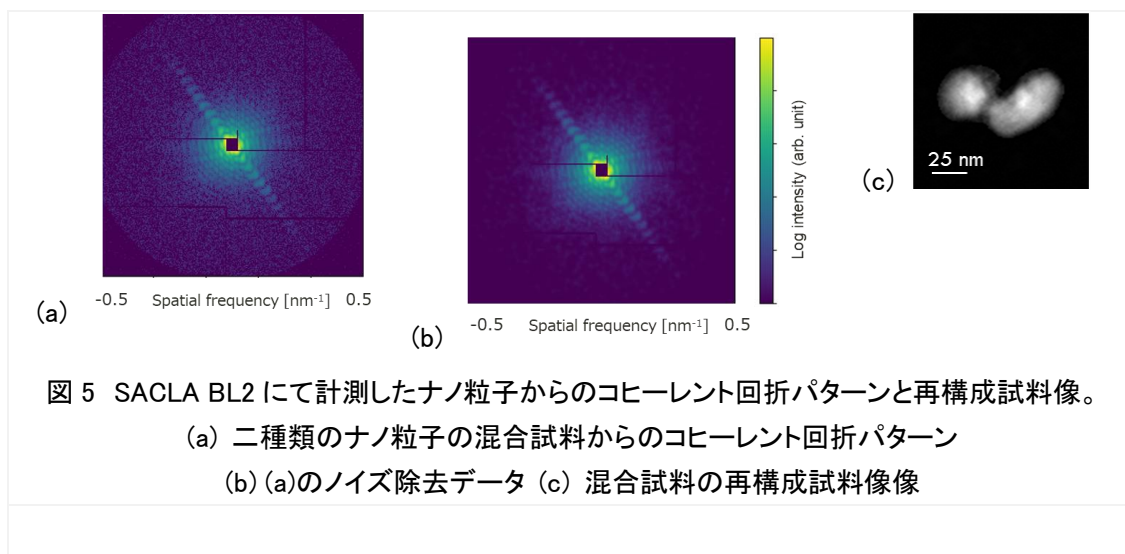 (a)
-0.5 Spatial frequency [nm⁻¹] 0.5
(b)
-0.5 Spatial frequency [nm⁻¹] 0.5
Log intensity (arb. unit)
(c)
25 nm
図 5 SACLA BL2 にて計測したナノ粒子からのコヒーレント回折パターンと再構成試料像。
(a) 二種類のナノ粒子の混合試料からのコヒーレント回折パターン
(b) (a)のノイズ除去データ (c) 混合試料の再構成試料像像